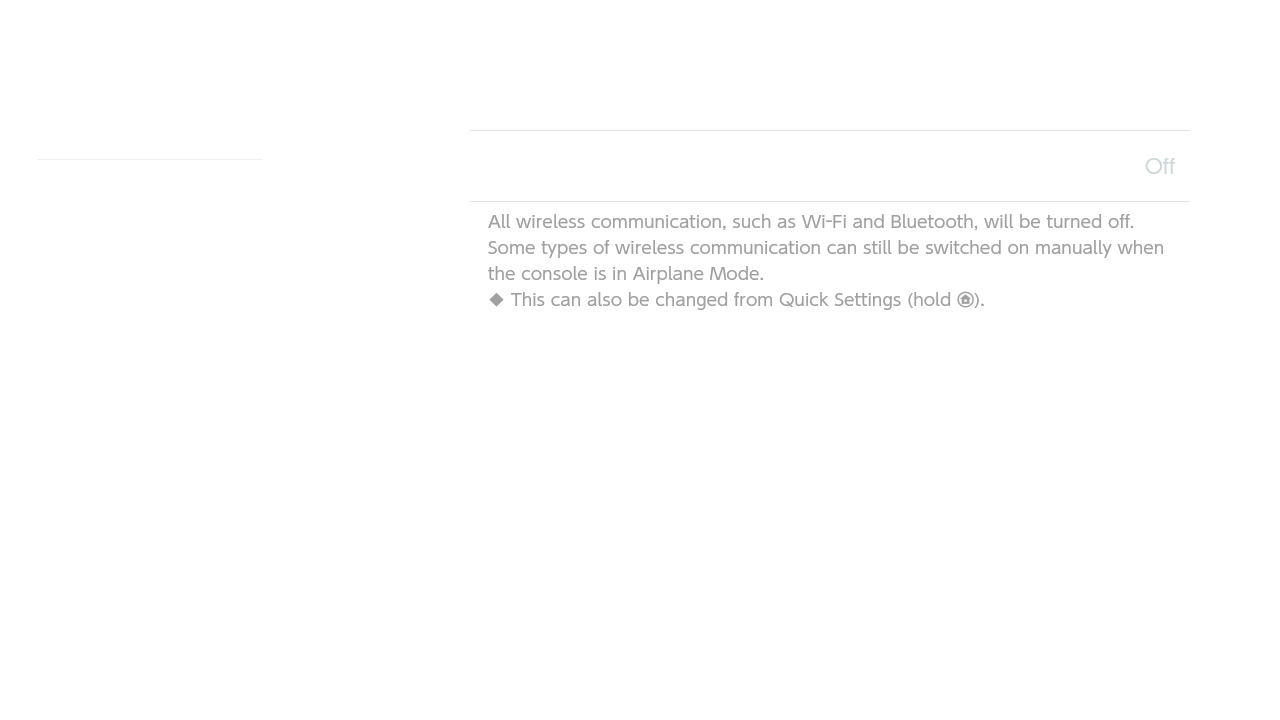 Off
All wireless communication, such as Wi-Fi and Bluetooth, will be turned off.
Some types of wireless communication can still be switched on manually when
the console is in Airplane Mode.
◆ This can also be changed from Quick Settings (hold ).